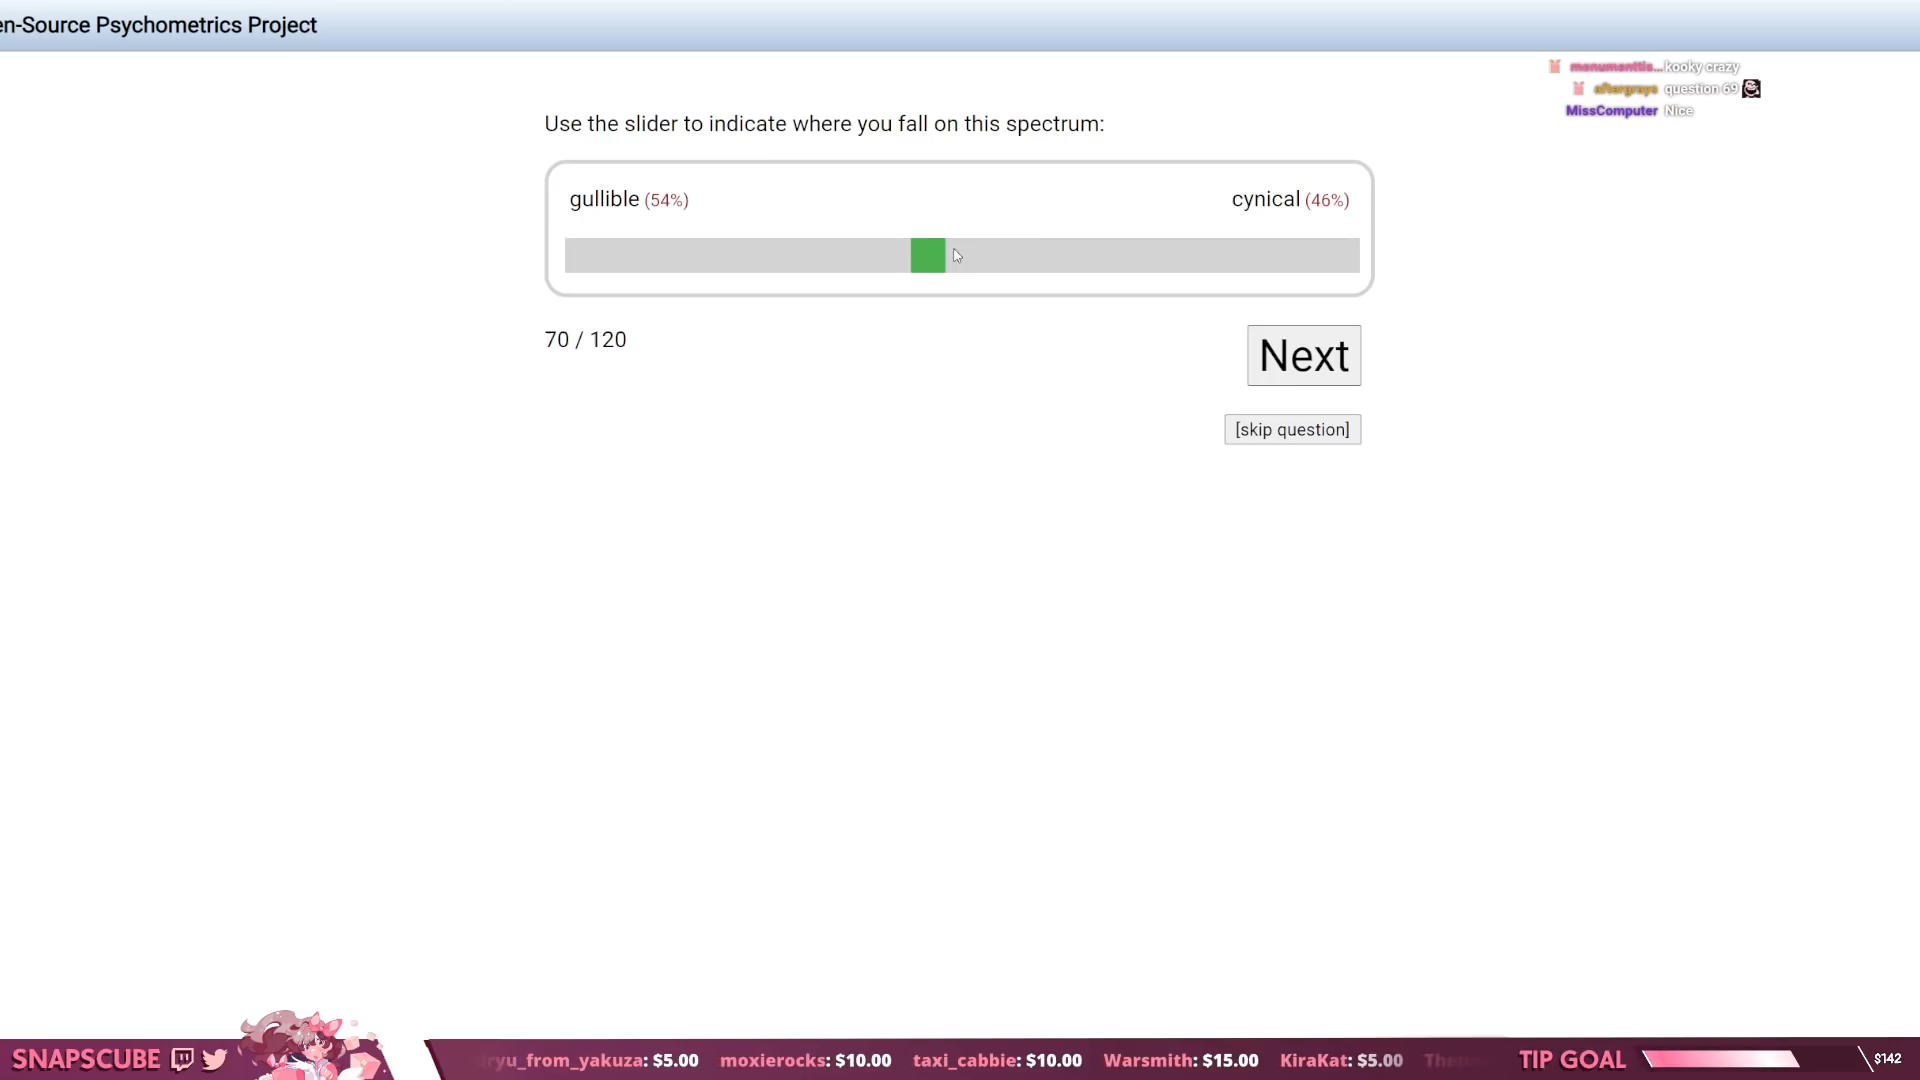 en-Source Psychometrics Project
kooky crazy
aftergrays question 69
MissComputer Nice
Use the slider to indicate where you fall on this spectrum:
gullible (54%)
cynical (46%)
70 / 120
Next
[skip question]
SNAPSCUBE
ryu_from_yakuza: $5.00 moxierocks: $10.00 taxi_cabbie: $10.00 Warsmith: $15.00 KiraKat: $5.00
TIP GOAL
$142